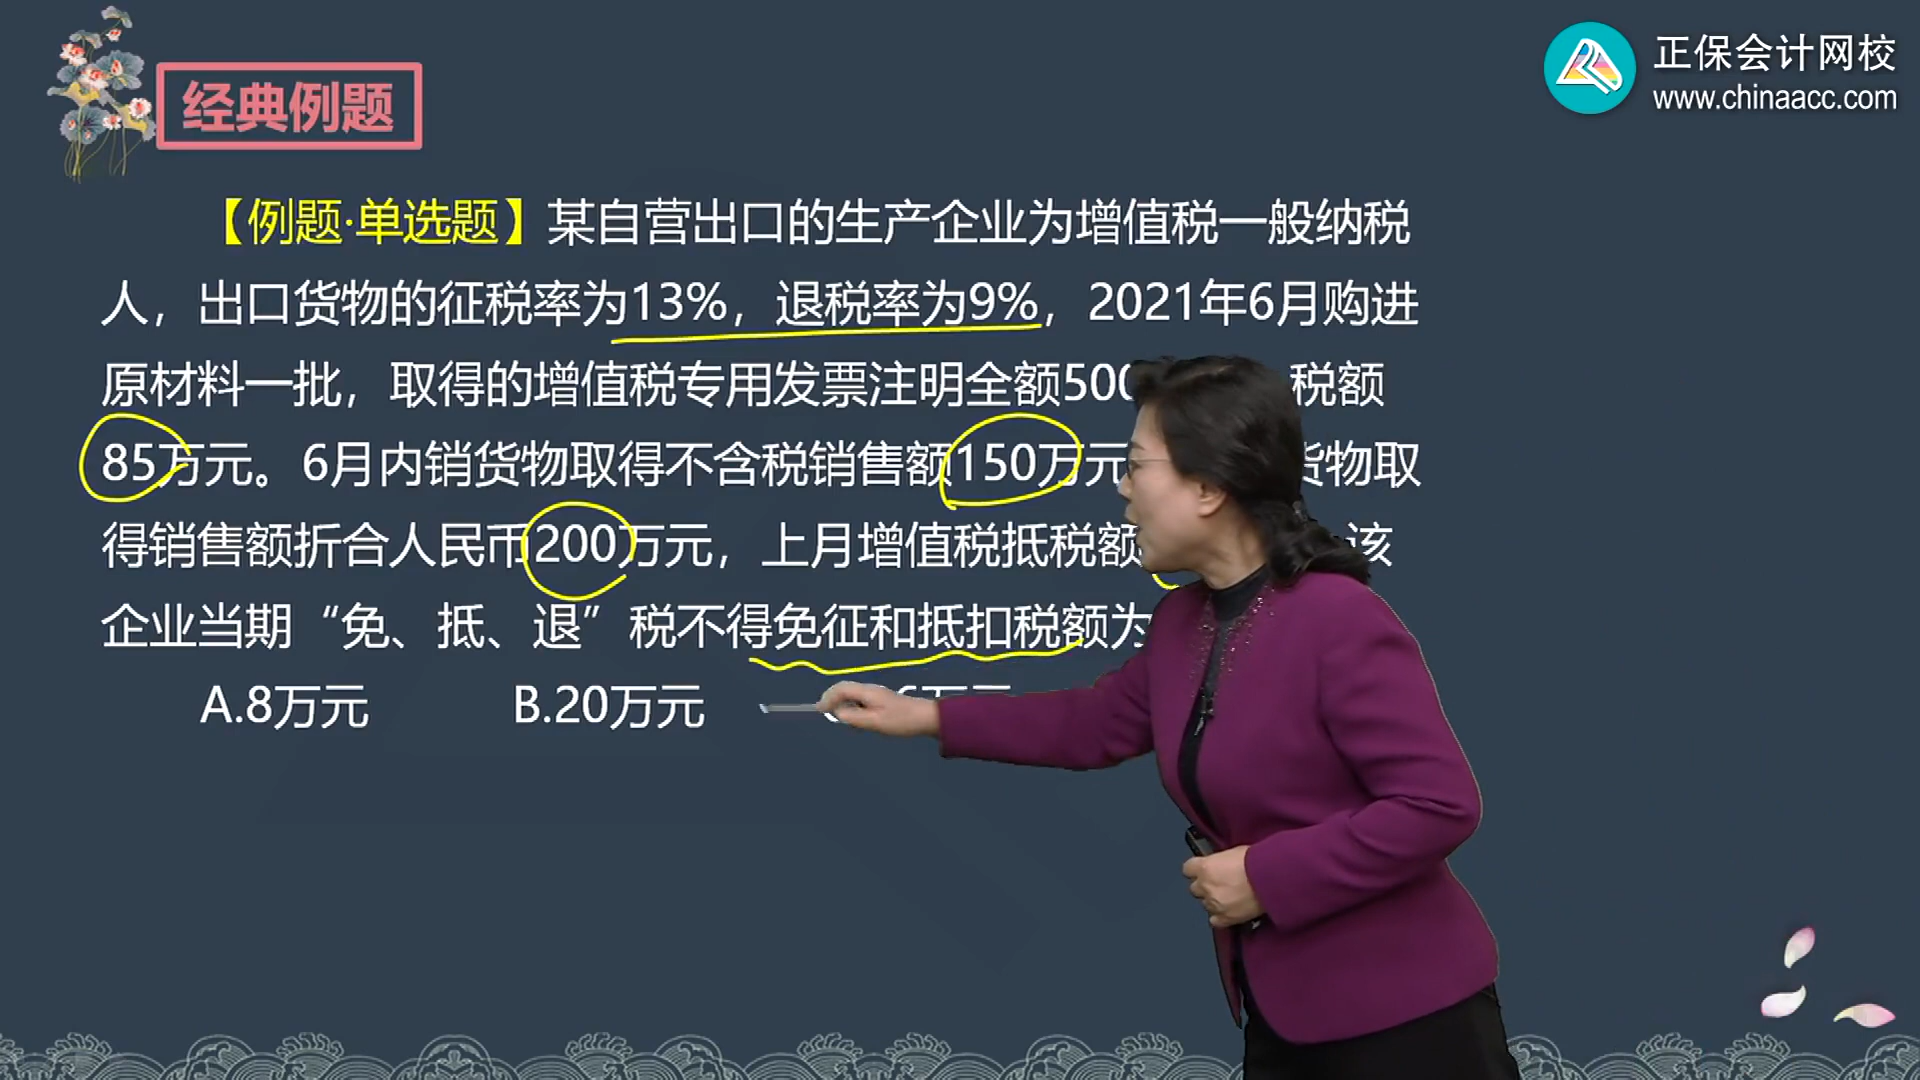 正保会计网校
www.chinaacc.com
经典例题
【例题·单选题】某自营出口的生产企业为增值税一般纳税
人，出口货物的征税率为13%，退税率为9%，2021年6月购进
原材料一批，取得的增值税专用发票注明全额500 税额
85万元。6月内销货物取得不含税销售额150万元 货物取
得销售额折合人民币200万元，上月增值税抵税额 该
企业当期“免、抵、退”税不得免征和抵扣税额为
A.8万元 B.20万元 6万元